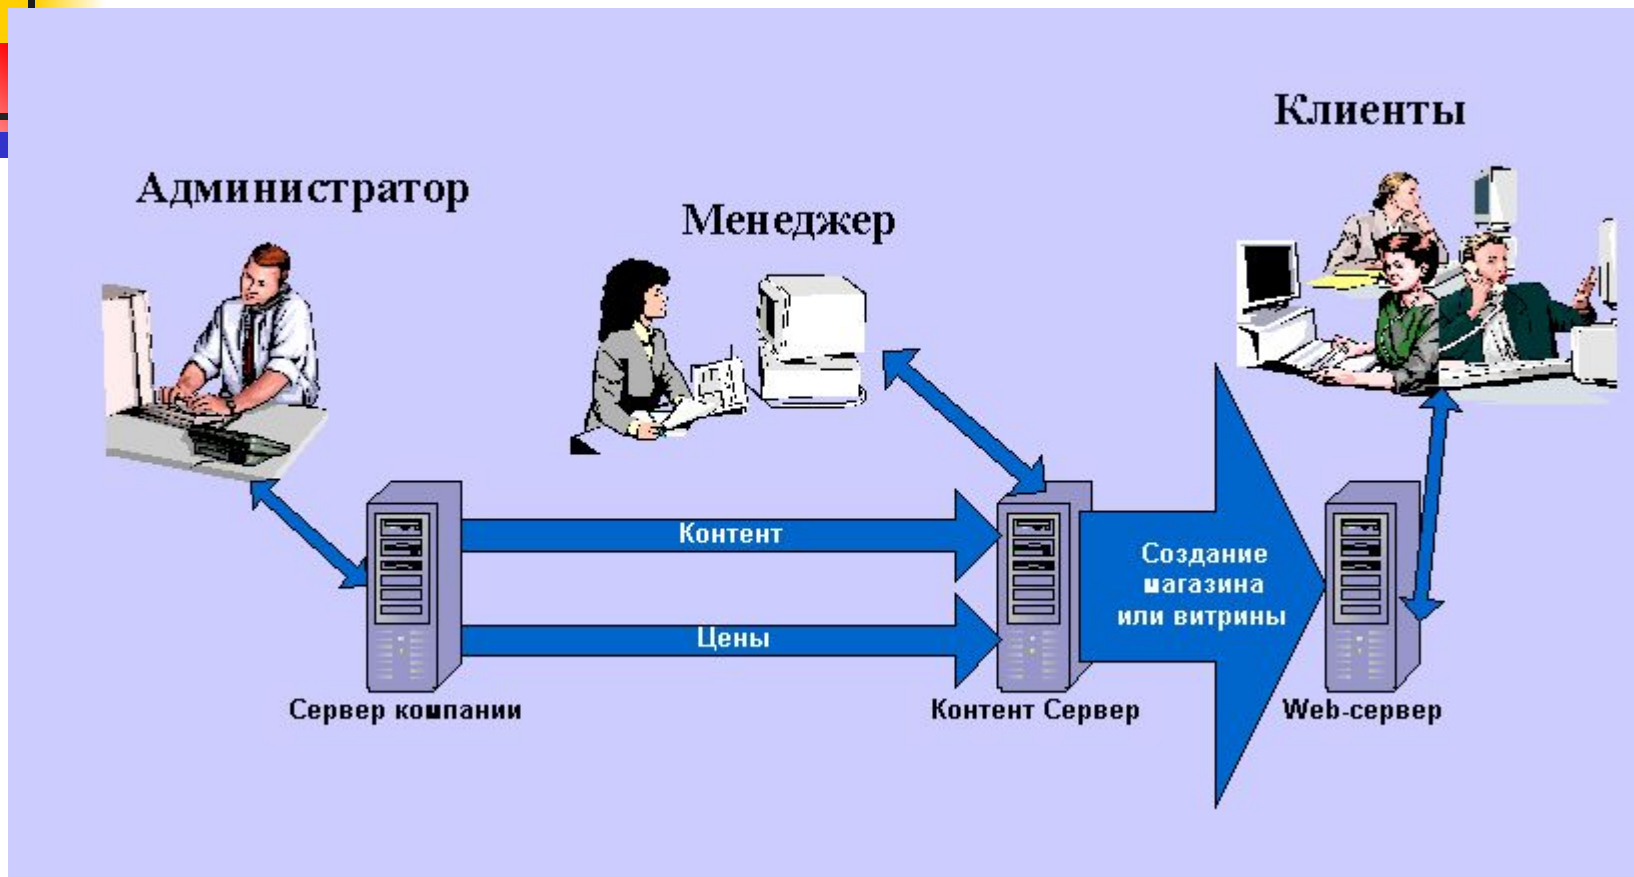 Клиенты
Администратор
Менеджер
Контент
Создание
магазина
или витрины
Цены
Сервер компании
Контент Сервер
Web-сервер